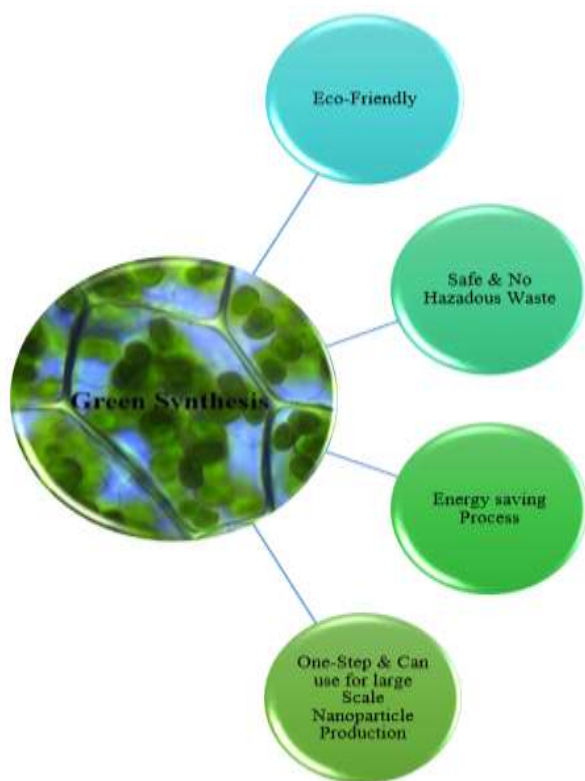 Eco-Friendly
Safe & No
Hazadous Waste
Green Synthesis
Energy saving
Process
One-Step & Can
use for large
Scale
Nanoparticle
Production